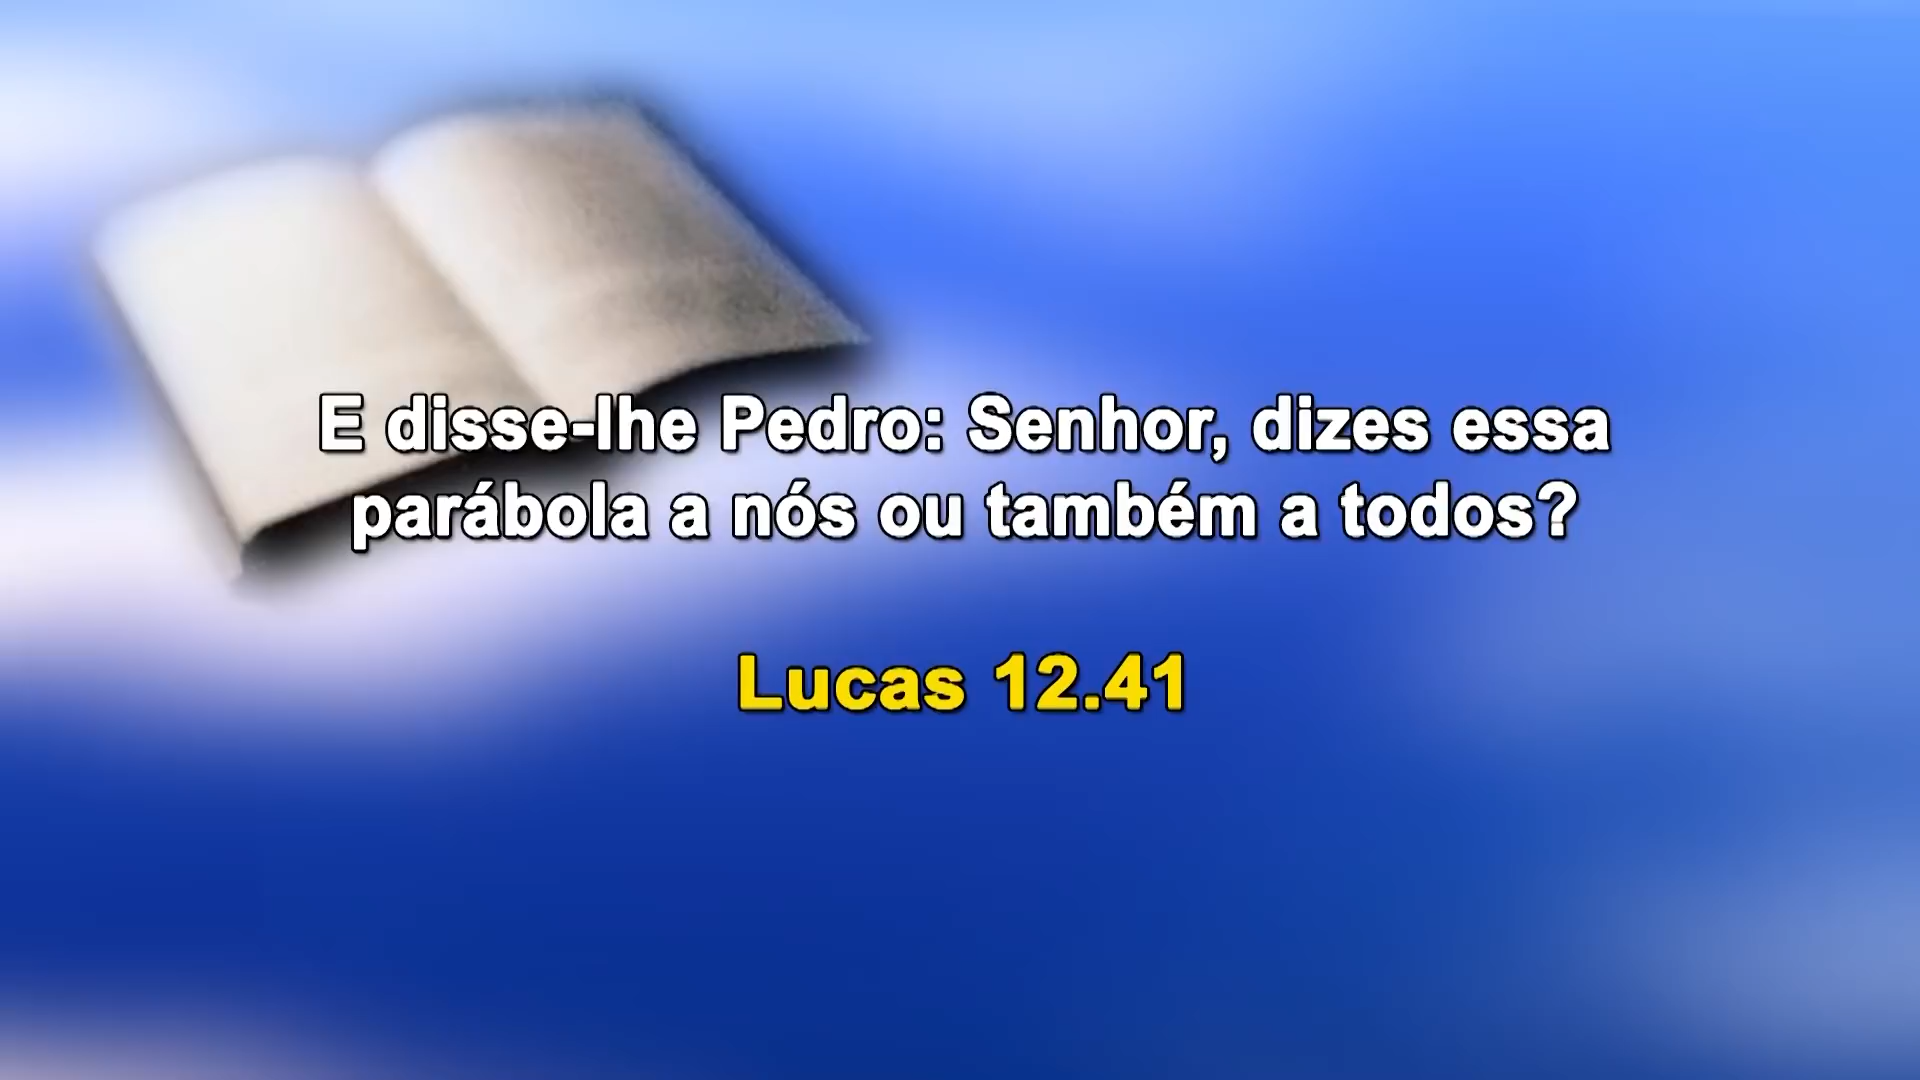 E disse-lhe Pedro: Senhor, dizes essa
parábola a nós ou também a todos?
Lucas 12.41